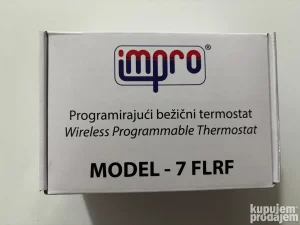 impro®
Programirajući bežični termostat
Wireless Programmable Thermostat
MODEL - 7 FLRF
kupujem
prodajem